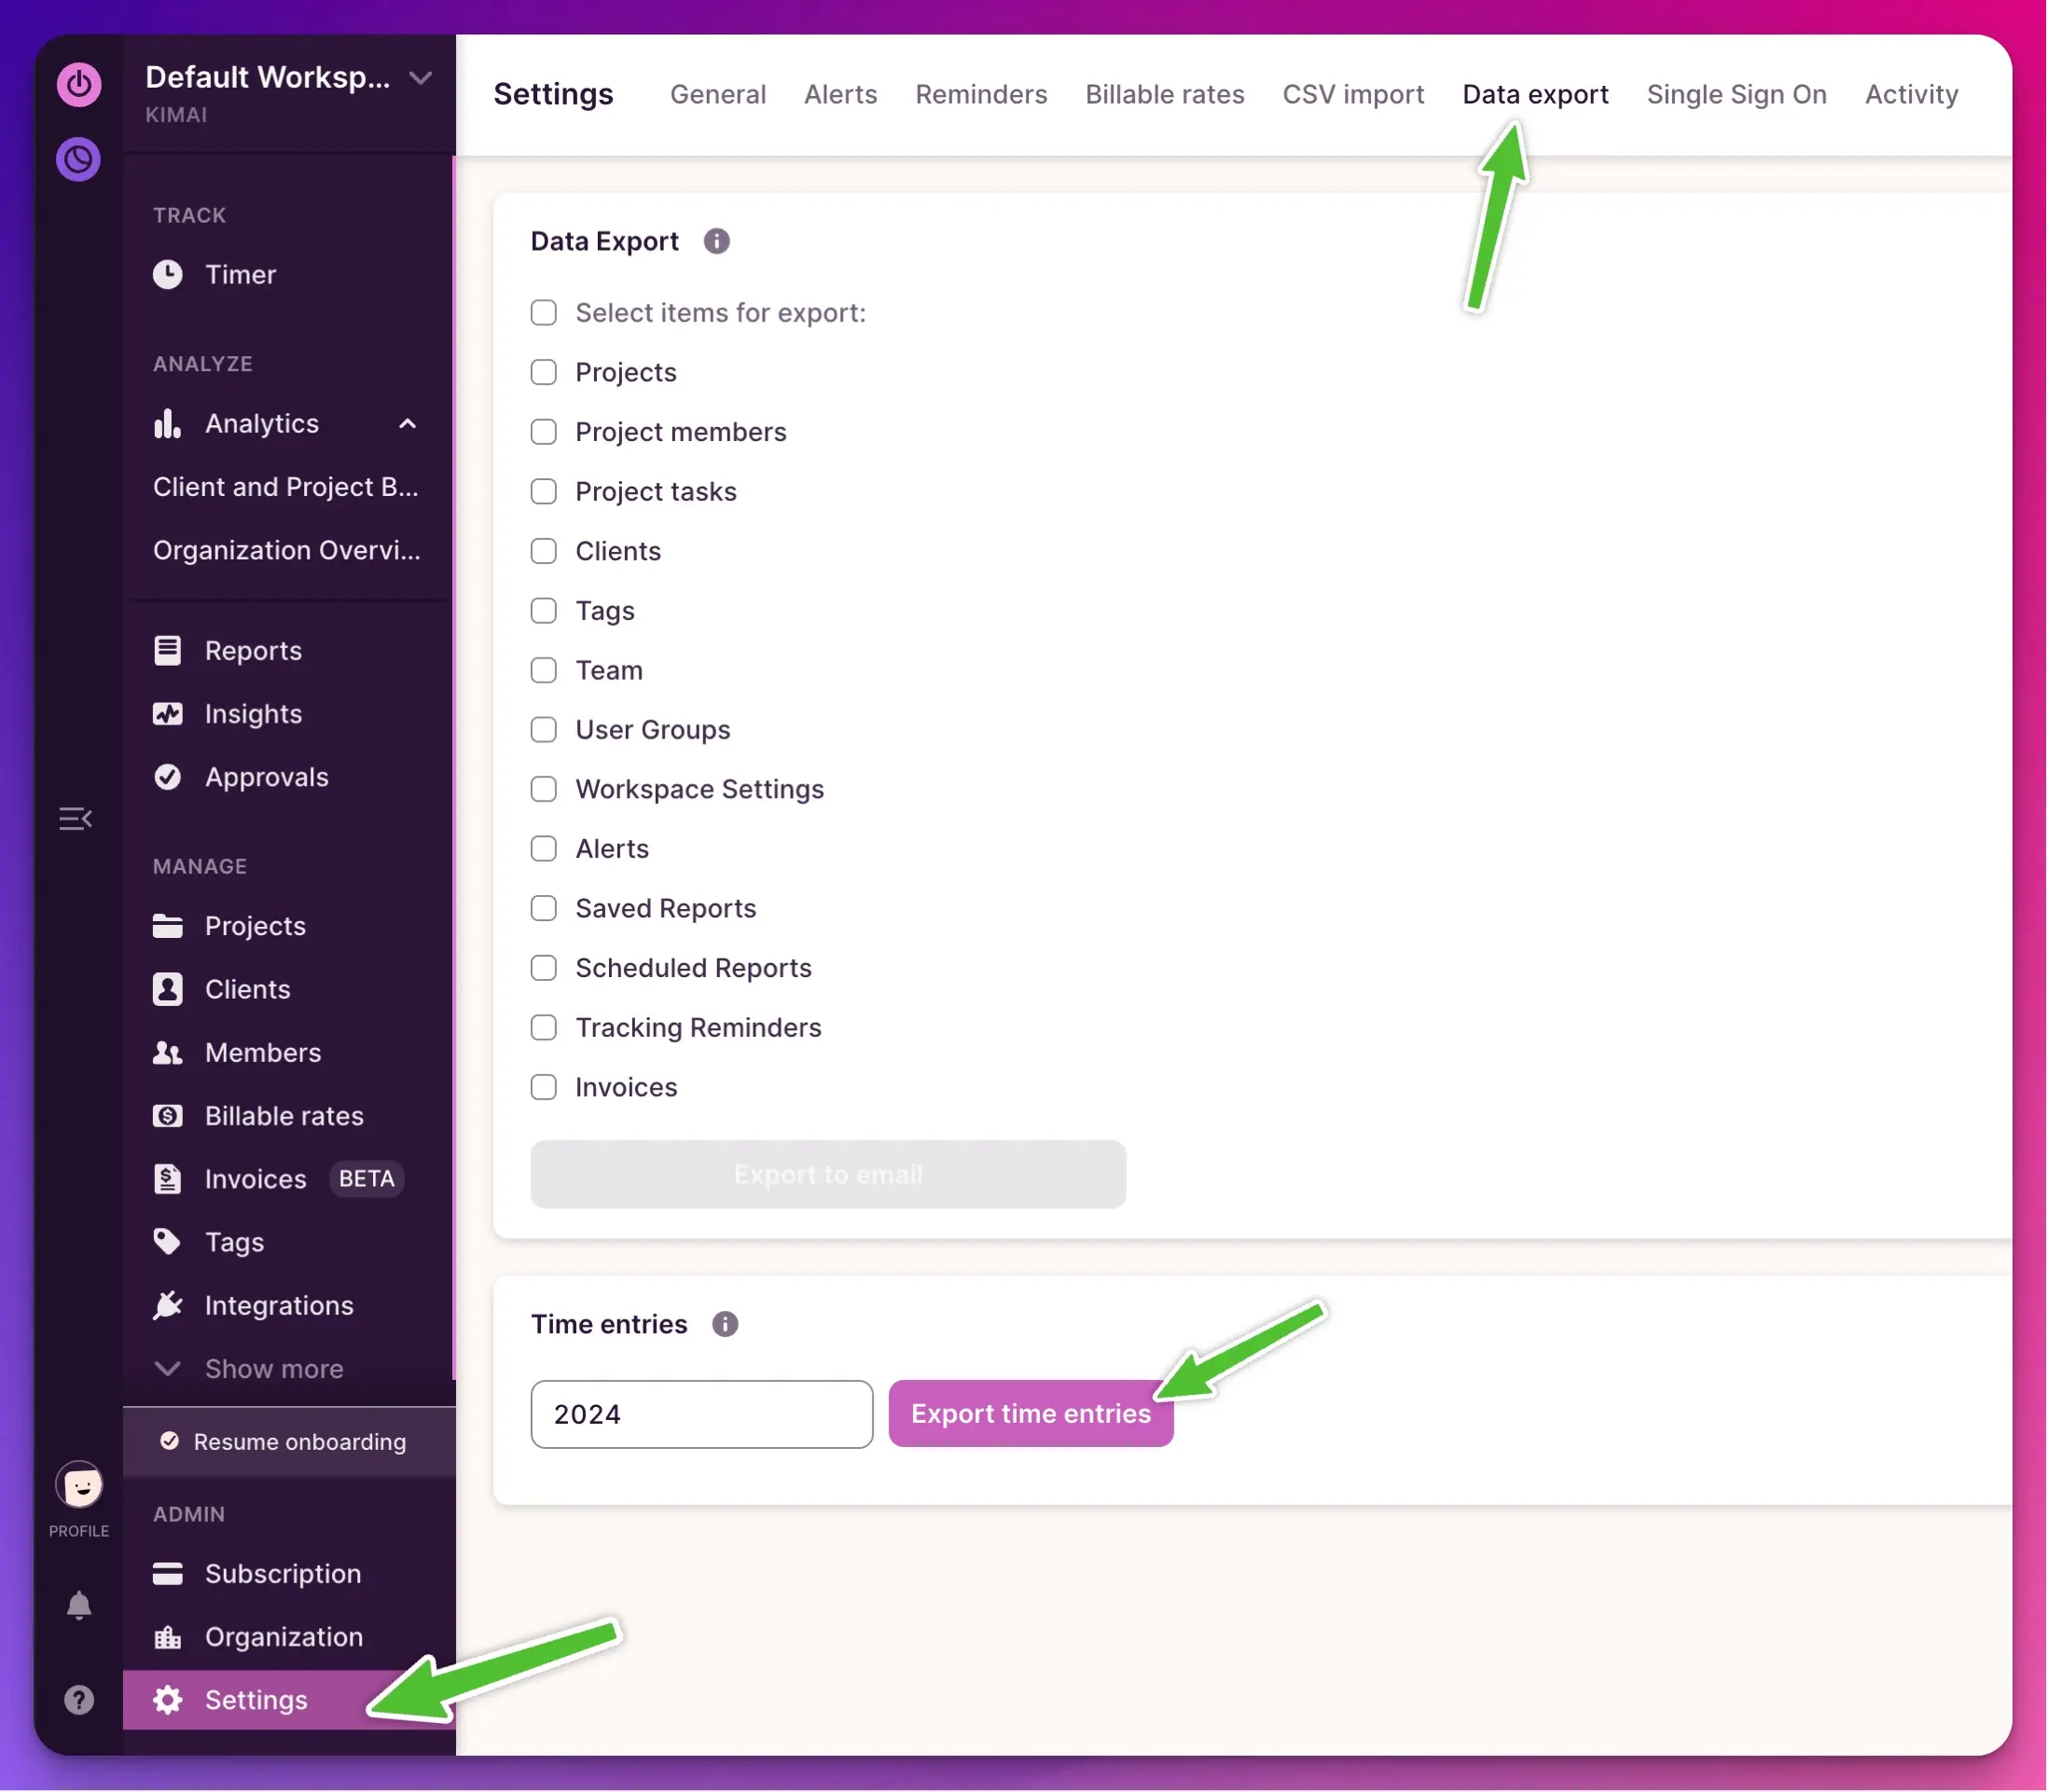 Default Worksp...
KIMAI
TRACK
Timer
ANALYZE
Analytics
Client and Project B...
Organization Overvi...
Reports
Insights
Approvals
MANAGE
Projects
Clients
Members
Billable rates
Invoices BETA
Tags
Integrations
Show more
Resume onboarding
PROFILE
ADMIN
Subscription
Organization
Settings
Settings General Alerts Reminders Billable rates CSV import Data export Single Sign On Activity
Data Export
Select items for export:
Projects
Project members
Project tasks
Clients
Tags
Team
User Groups
Workspace Settings
Alerts
Saved Reports
Scheduled Reports
Tracking Reminders
Invoices
Export to email
Time entries
2024 Export time entries